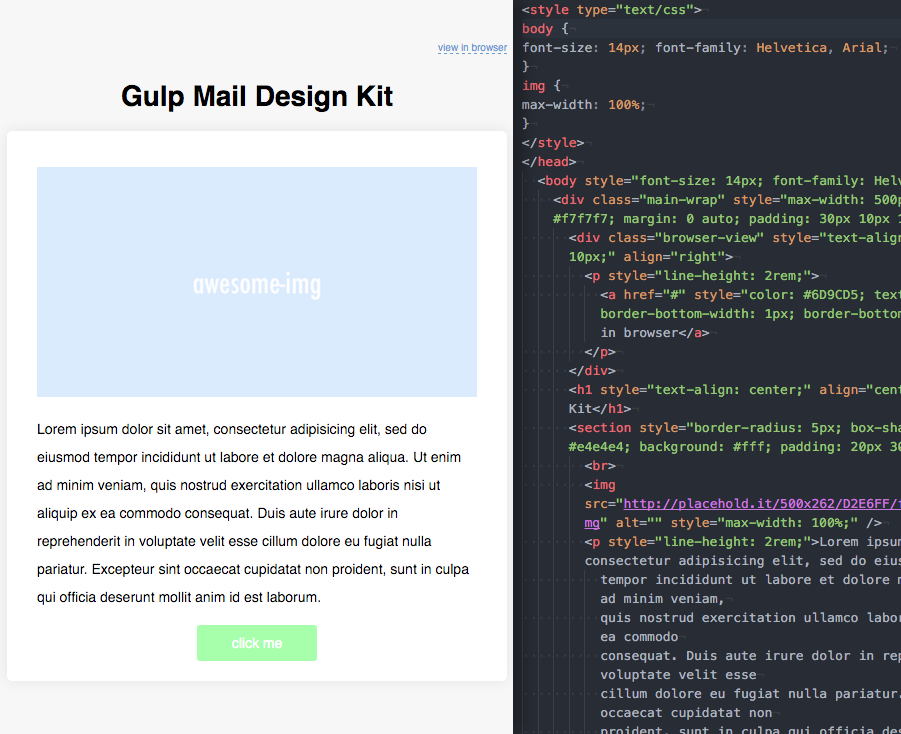 view in browser
Gulp Mail Design Kit
awesome-img
Lorem ipsum dolor sit amet, consectetur adipisicing elit, sed do
eiusmod tempor incididunt ut labore et dolore magna aliqua. Ut enim
ad minim veniam, quis nostrud exercitation ullamco laboris nisi ut
aliquip ex ea commodo consequat. Duis aute irure dolor in
reprehenderit in voluptate velit esse cillum dolore eu fugiat nulla
pariatur. Excepteur sint occaecat cupidatat non proident, sunt in culpa
qui officia deserunt mollit anim id est laborum.
click me
<style type="text/css">
body {
font-size: 14px; font-family: Helvetica, Arial;
}
img {
max-width: 100%;
}
</style>
</head>
<body style="font-size: 14px; font-family: Helv
<div class="main-wrap" style="max-width: 500p
#f7f7f7; margin: 0 auto; padding: 30px 10px 1
<div class="browser-view" style="text-align
10px;" align="right">
<p style="line-height: 2rem;">
<a href="#" style="color: #6D9CD5; text
border-bottom-width: 1px; border-bottom
in browser</a>
</p>
</div>
<h1 style="text-align: center;" align="cent
Kit</h1>
<section style="border-radius: 5px; box-sha
#e4e4e4; background: #fff; padding: 20px 30
<br>
<img
src="http://placehold.it/500x262/D2E6FF/f
mg" alt="" style="max-width: 100%;" />
<p style="line-height: 2rem;">Lorem ipsum
consectetur adipisicing elit, sed do eius
tempor incididunt ut labore et dolore m
ad minim veniam,
quis nostrud exercitation ullamco labor
ea commodo
consequat. Duis aute irure dolor in rep
voluptate velit esse
cillum dolore eu fugiat nulla pariatur.
occaecat cupidatat non
proident, sunt in culpa qui officia des